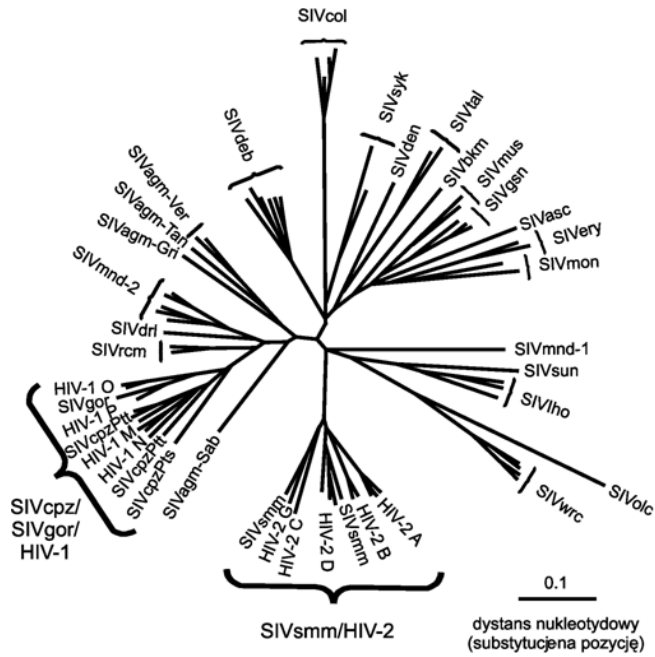 SIVcol
SIVsyk
SIVden
SIVtal
SIVbkm
SIVmus
SIVgsn
SIVasc
SIVery
SIVmon
SIVmnd-1
SIVsun
SIVlho
SIVolc
SIVwrc
SIVdeb
SIVagm-Ver
SIVagm-Tan
SIVagm-Gri
SIVmnd-2
SIVdrl
SIVrcm
HIV-1 O
SIVgor
HIV-1 P
SIVcpzPtt
HIV-1 M
HIV-1 N
SIVcpzPtt
SIVcpzPts
SIVagm-Sab
SIVcpz/
SIVgor/
HIV-1
SIVsmm
HIV-2 G
HIV-2 C
HIV-2 D
SIVsmm
HIV-2 B
HIV-2 A
SIVsmm/HIV-2
0.1
dystans nukleotydowy
(substytucjena pozycję)